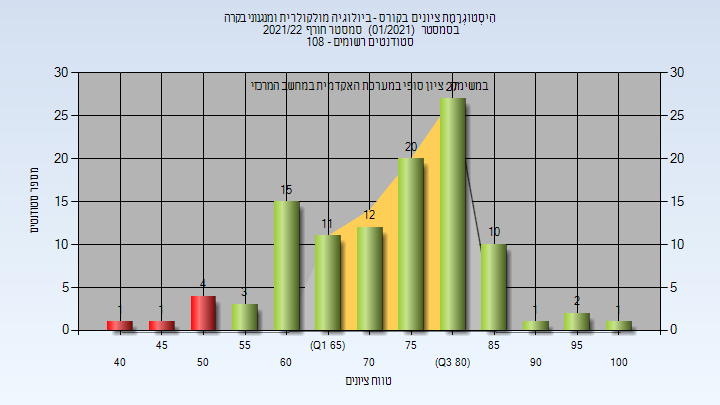 היסטוגרמת ציונים בקורס - ביולוגיה מולקולרית ומנגנוני בקרה
בסמסטר (01/2021) סמסטר חורף 2021/22
סטודנטים רשומים - 108
במשימה: ציון סופי במערכת האקדמית במחשב המרכזי
מספר סטודנטים
30 30
25 25
20 20
15 15
10 10
5 5
0 0
1 1 4 3 15 11 12 20 27 10 1 2 1
45 55 (Q1 65) 75 85 95
40 50 60 70 (Q3 80) 90 100
טווח ציונים